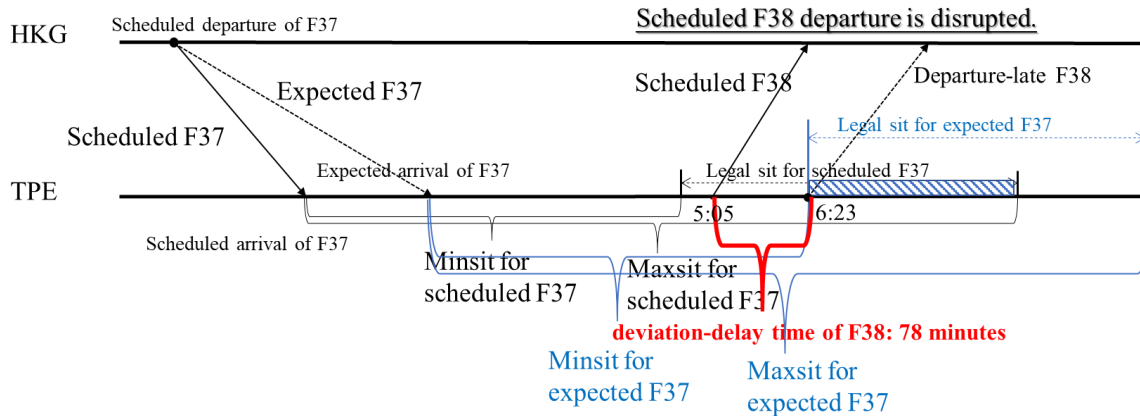 Scheduled departure of F37
Scheduled F38 departure is disrupted.
HKG
Expected F37
Scheduled
F38
Departure-late F38
Scheduled F37
Legal sit for expected F37
Expected arrival of F37
Legal sit for scheduled F37
TPE
5:05
6:23
Scheduled arrival of F37
Minsit for
scheduled F37
Maxsit for
scheduled F37
deviation-delay time of F38: 78 minutes
Minsit for
expected F37
Maxsit for
expected F37